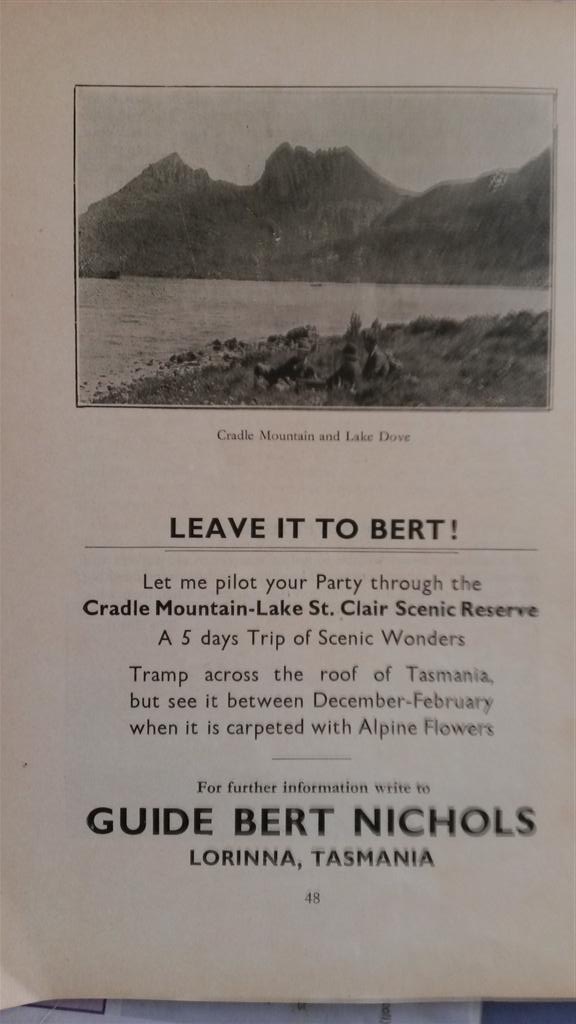 Cradle Mountain and Lake Dove
LEAVE IT TO BERT!
Let me pilot your Party through the
Cradle Mountain-Lake St. Clair Scenic Reserve
A 5 days Trip of Scenic Wonders
Tramp across the roof of Tasmania,
but see it between December-February
when it is carpeted with Alpine Flowers
For further information write to
GUIDE BERT NICHOLS
LORINNA, TASMANIA
48